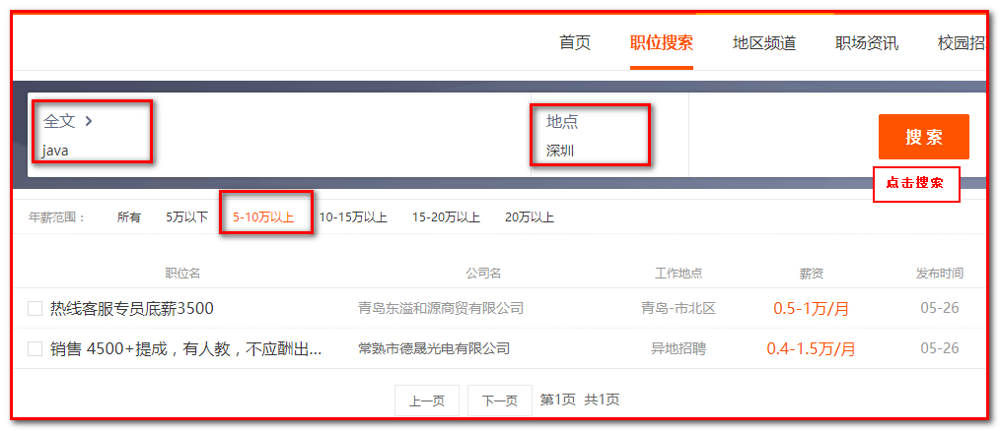 首页 职位搜索 地区频道 职场资讯 校园招
全文 > 地点
java 深圳
搜 索
点击搜索
年薪范围： 所有 5万以下 5-10万以上 10-15万以上 15-20万以上 20万以上
职位名 公司名 工作地点 薪资 发布时间
热线客服专员底薪3500 青岛东溢和源商贸有限公司 青岛-市北区 0.5-1万/月 05-26
销售 4500+提成，有人教，不应酬出... 常熟市德晟光电有限公司 异地招聘 0.4-1.5万/月 05-26
上一页 下一页 第1页 共1页